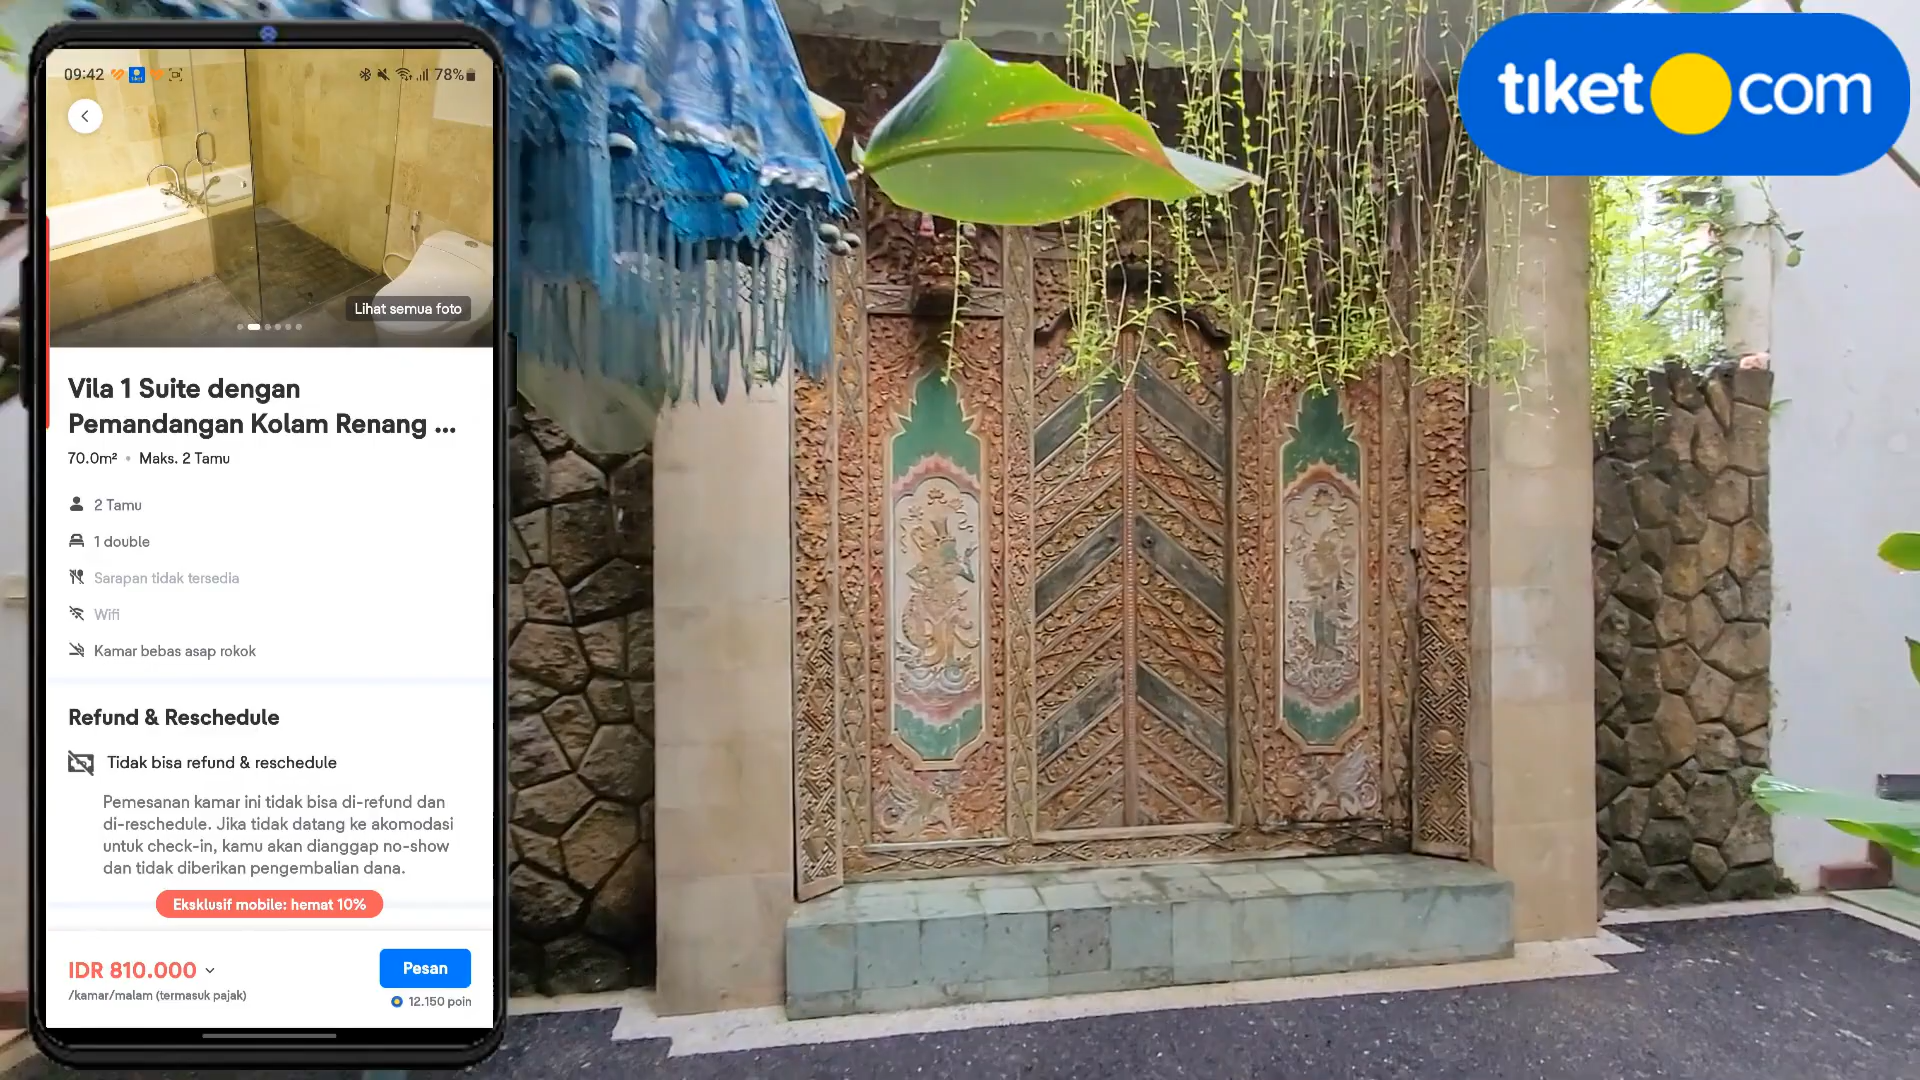 09:42
78%
Lihat semua foto
Vila 1 Suite dengan
Pemandangan Kolam Renang ...
70.0m² • Maks. 2 Tamu
2 Tamu
1 double
Sarapan tidak tersedia
Wifi
Kamar bebas asap rokok
Refund & Reschedule
Tidak bisa refund & reschedule
Pemesanan kamar ini tidak bisa di-refund dan
di-reschedule. Jika tidak datang ke akomodasi
untuk check-in, kamu akan dianggap no-show
dan tidak diberikan pengembalian dana.
Eksklusif mobile: hemat 10%
IDR 810.000
Pesan
/kamar/malam (termasuk pajak)
12.150 poin
tiket.com